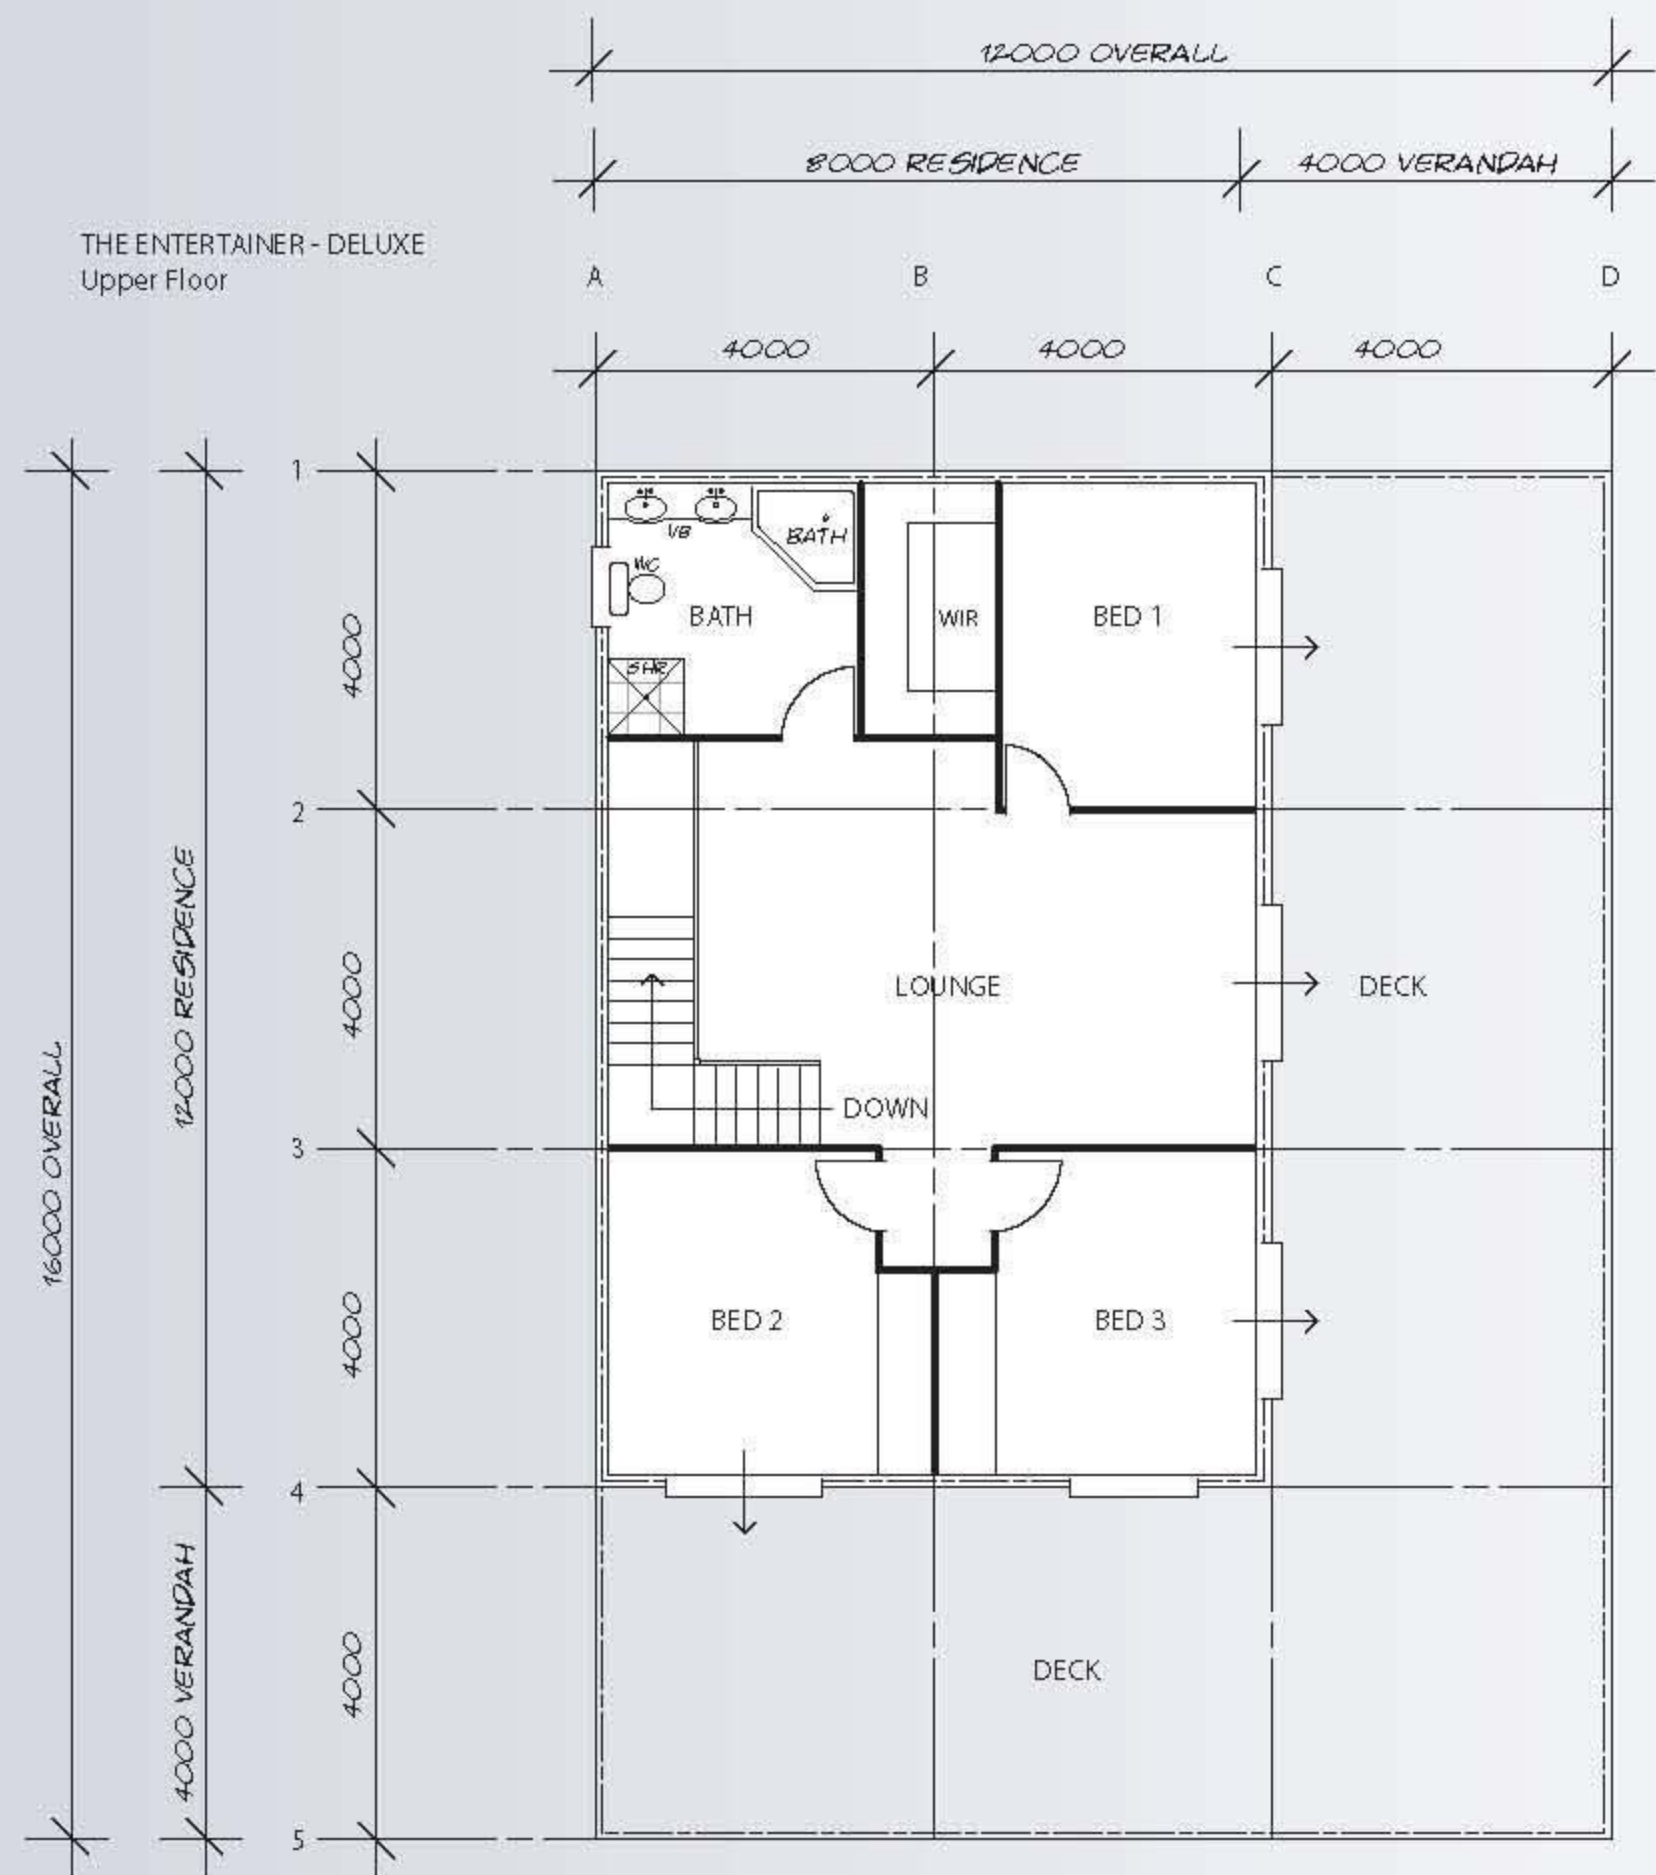 12000 OVERALL
8000 RESIDENCE
4000 VERANDAH
THE ENTERTAINER - DELUXE
Upper Floor
A
B
C
D
4000
4000
4000
1
2
3
4
5
4000
4000
4000
4000
12000 RESIDENCE
4000 VERANDAH
16000 OVERALL
VB
BATH
WC
BATH
SHR
WIR
BED 1
LOUNGE
DECK
DOWN
BED 2
BED 3
DECK